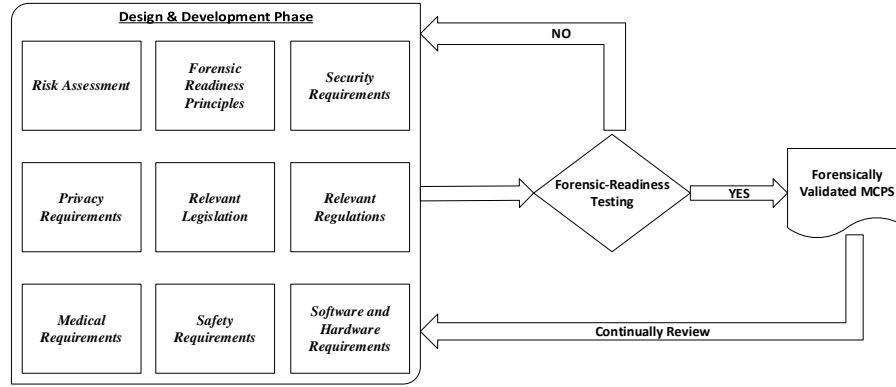 Design & Development Phase
Risk Assessment
Forensic
Readiness
Principles
Security
Requirements
Privacy
Requirements
Relevant
Legislation
Relevant
Regulations
Medical
Requirements
Safety
Requirements
Software and
Hardware
Requirements
NO
Forensic-Readiness
Testing
YES
Forensically
Validated MCPS
Continually Review